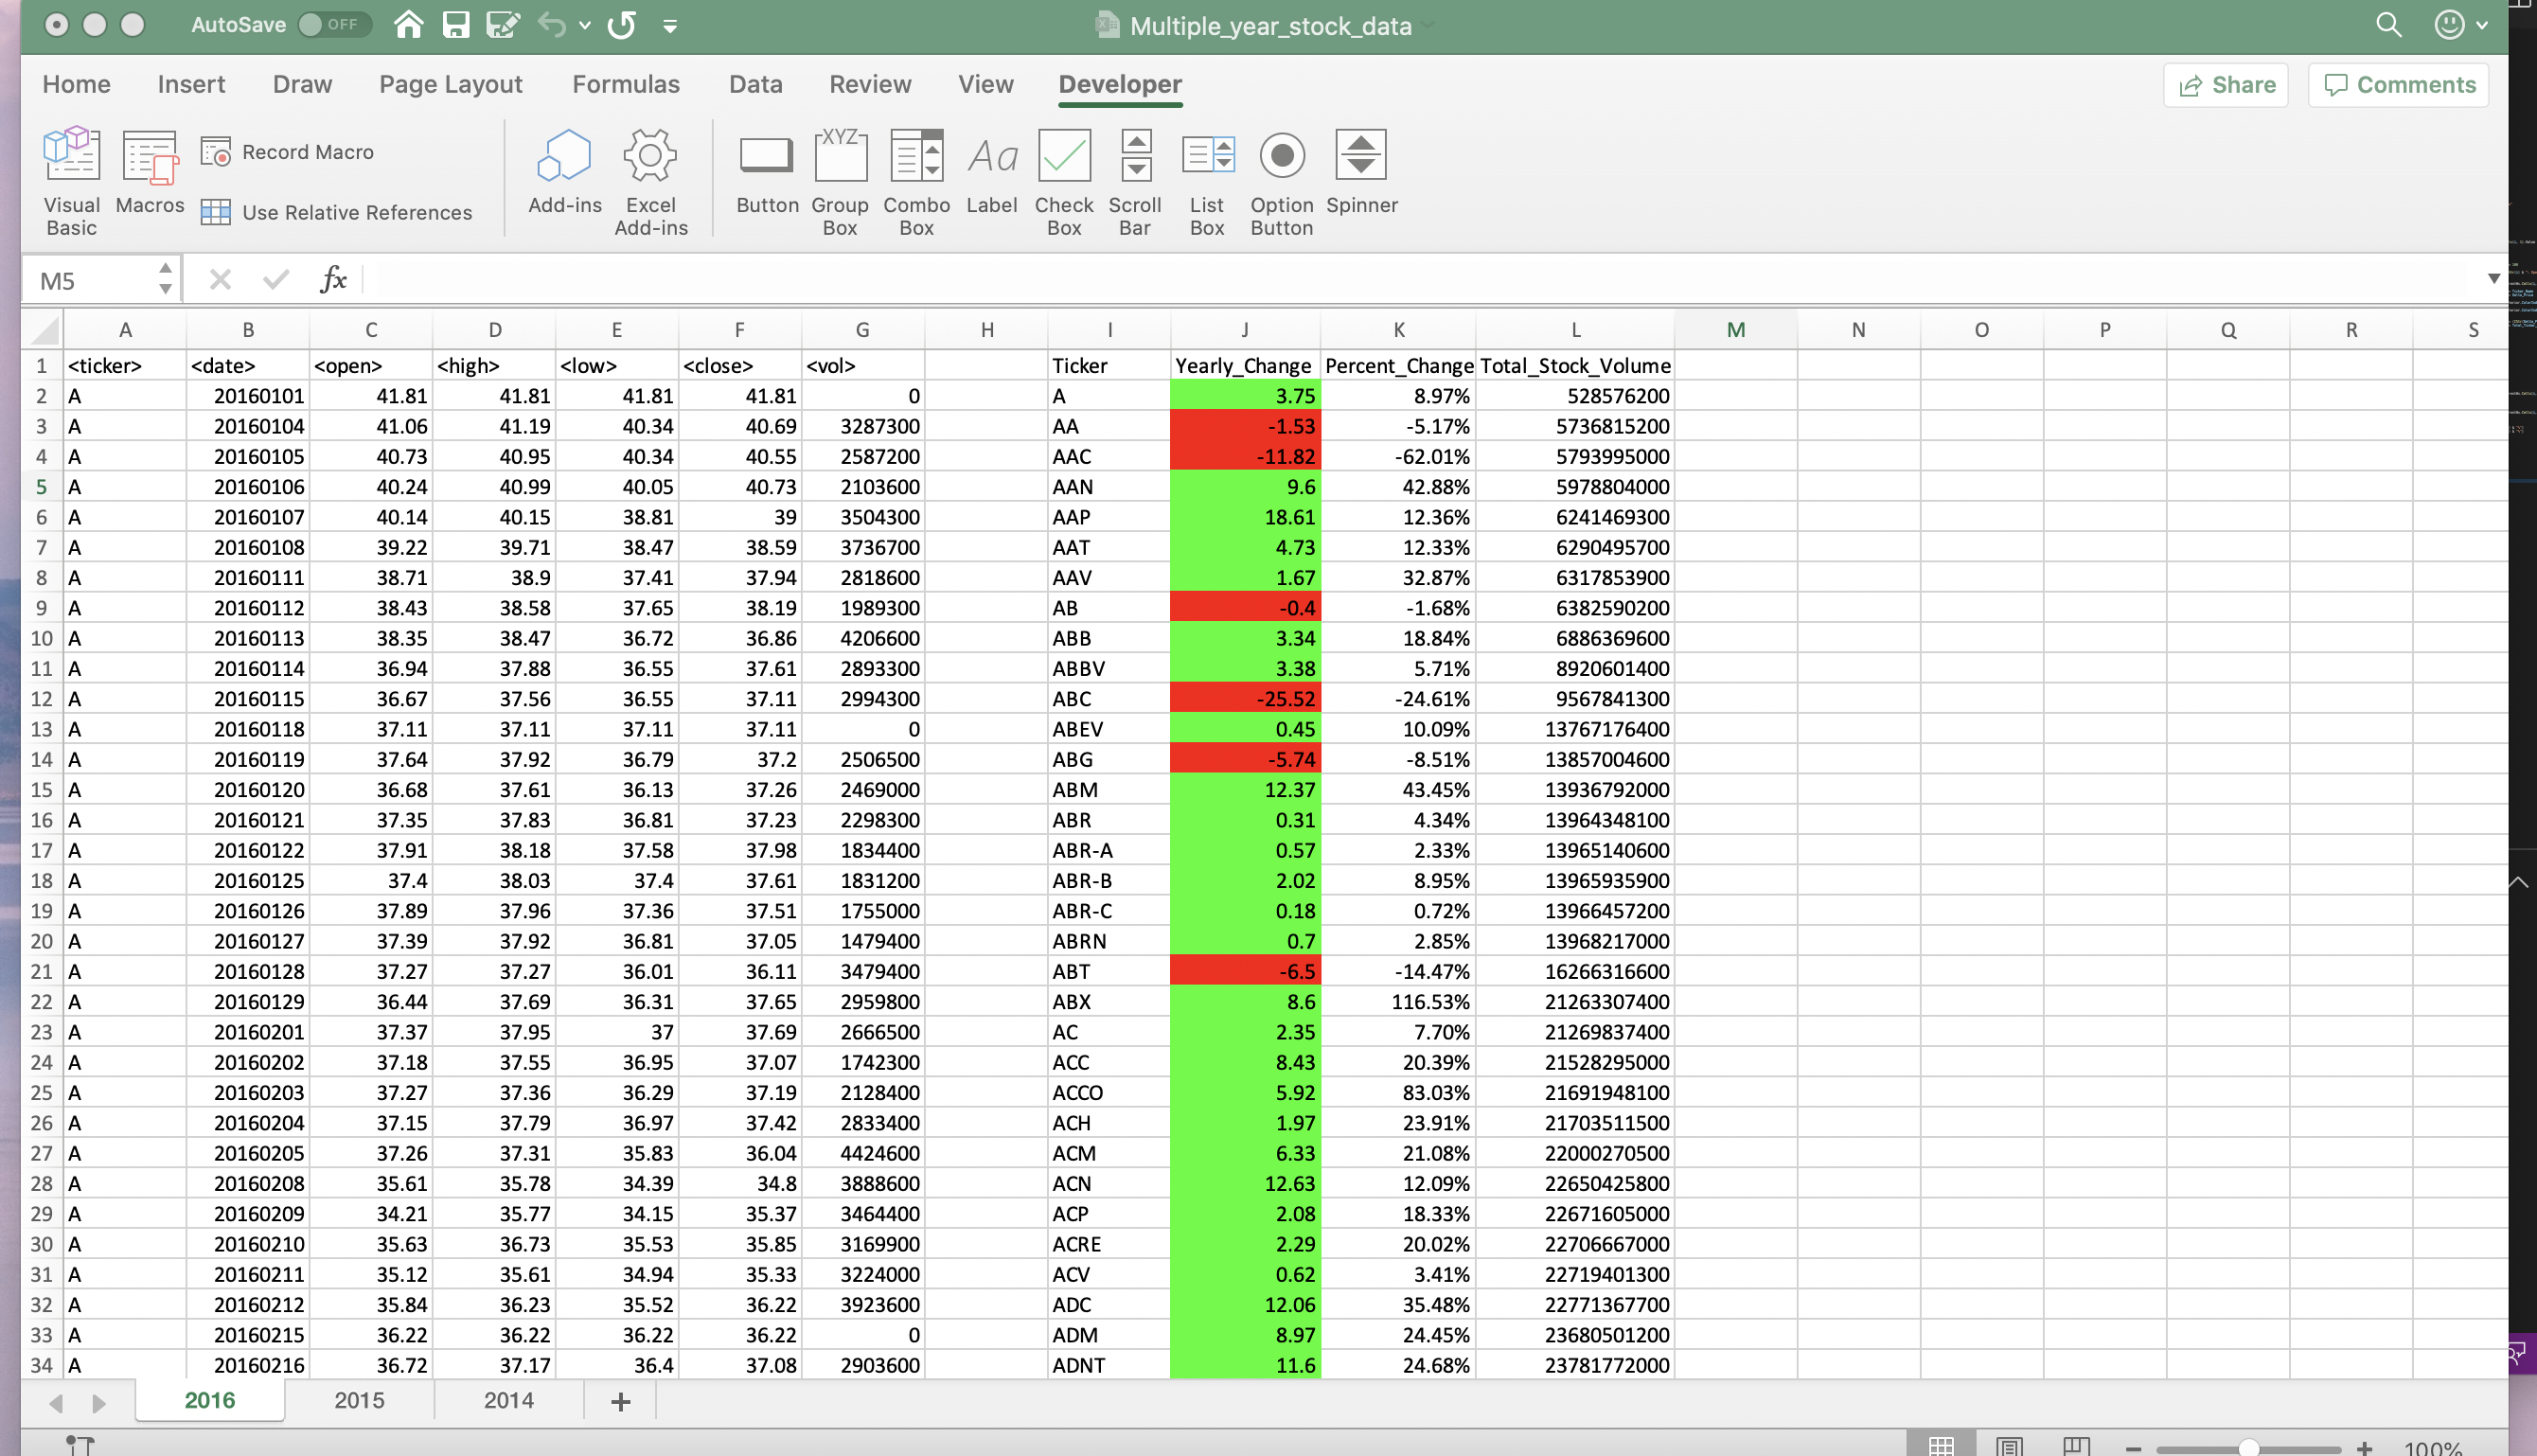 AutoSave OFF Multiple_year_stock_data
Home Insert Draw Page Layout Formulas Data Review View Developer Share Comments
Visual Basic Macros Record Macro Use Relative References Add-ins Excel Add-ins Button Group Box XYZ Combo Box Aa Label Check Box Scroll Bar List Box Option Button Spinner
M5 fx
A B C D E F G H I J K L M N O P Q R S
1 <ticker> <date> <open> <high> <low> <close> <vol> Ticker Yearly_Change Percent_Change Total_Stock_Volume
2 A 20160101 41.81 41.81 41.81 41.81 0 A 3.75 8.97% 528576200
3 A 20160104 41.06 41.19 40.34 40.69 3287300 AA -1.53 -5.17% 5736815200
4 A 20160105 40.73 40.95 40.34 40.55 2587200 AAC -11.82 -62.01% 5793995000
5 A 20160106 40.24 40.99 40.05 40.73 2103600 AAN 9.6 42.88% 5978804000
6 A 20160107 40.14 40.15 38.81 39 3504300 AAP 18.61 12.36% 6241469300
7 A 20160108 39.22 39.71 38.47 38.59 3736700 AAT 4.73 12.33% 6290495700
8 A 20160111 38.71 38.9 37.41 37.94 2818600 AAV 1.67 32.87% 6317853900
9 A 20160112 38.43 38.58 37.65 38.19 1989300 AB -0.4 -1.68% 6382590200
10 A 20160113 38.35 38.47 36.72 36.86 4206600 ABB 3.34 18.84% 6886369600
11 A 20160114 36.94 37.88 36.55 37.61 2893300 ABBV 3.38 5.71% 8920601400
12 A 20160115 36.67 37.56 36.55 37.11 2994300 ABC -25.52 -24.61% 9567841300
13 A 20160118 37.11 37.11 37.11 37.11 0 ABEV 0.45 10.09% 13767176400
14 A 20160119 37.64 37.92 36.79 37.2 2506500 ABG -5.74 -8.51% 13857004600
15 A 20160120 36.68 37.61 36.13 37.26 2469000 ABM 12.37 43.45% 13936792000
16 A 20160121 37.35 37.83 36.81 37.23 2298300 ABR 0.31 4.34% 13964348100
17 A 20160122 37.91 38.18 37.58 37.98 1834400 ABR-A 0.57 2.33% 13965140600
18 A 20160125 37.4 38.03 37.4 37.61 1831200 ABR-B 2.02 8.95% 13965935900
19 A 20160126 37.89 37.96 37.36 37.51 1755000 ABR-C 0.18 0.72% 13966457200
20 A 20160127 37.39 37.92 36.81 37.05 1479400 ABRN 0.7 2.85% 13968217000
21 A 20160128 37.27 37.27 36.01 36.11 3479400 ABT -6.5 -14.47% 16266316600
22 A 20160129 36.44 37.69 36.31 37.65 2959800 ABX 8.6 116.53% 21263307400
23 A 20160201 37.37 37.95 37 37.69 2666500 AC 2.35 7.70% 21269837400
24 A 20160202 37.18 37.55 36.95 37.07 1742300 ACC 8.43 20.39% 21528295000
25 A 20160203 37.27 37.36 36.29 37.19 2128400 ACCO 5.92 83.03% 21691948100
26 A 20160204 37.15 37.79 36.97 37.42 2833400 ACH 1.97 23.91% 21703511500
27 A 20160205 37.26 37.31 35.83 36.04 4424600 ACM 6.33 21.08% 22000270500
28 A 20160208 35.61 35.78 34.39 34.8 3888600 ACN 12.63 12.09% 22650425800
29 A 20160209 34.21 35.77 34.15 35.37 3464400 ACP 2.08 18.33% 22671605000
30 A 20160210 35.63 36.73 35.53 35.85 3169900 ACRE 2.29 20.02% 22706667000
31 A 20160211 35.12 35.61 34.94 35.33 3224000 ACV 0.62 3.41% 22719401300
32 A 20160212 35.84 36.23 35.52 36.22 3923600 ADC 12.06 35.48% 22771367700
33 A 20160215 36.22 36.22 36.22 36.22 0 ADM 8.97 24.45% 23680501200
34 A 20160216 36.72 37.17 36.4 37.08 2903600 ADNT 11.6 24.68% 23781772000
2016 2015 2014 +
100%